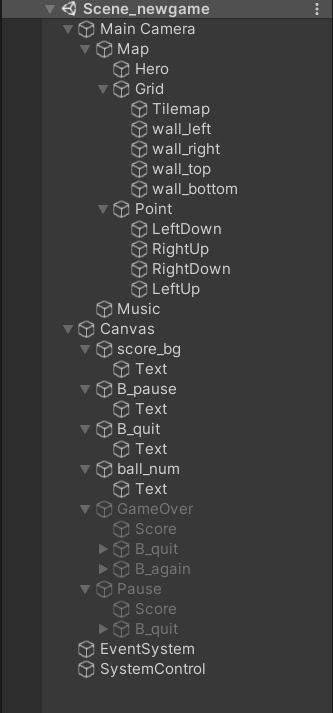 Scene_newgame
Main Camera
Map
Hero
Grid
Tilemap
wall_left
wall_right
wall_top
wall_bottom
Point
LeftDown
RightUp
RightDown
LeftUp
Music
Canvas
score_bg
Text
B_pause
Text
B_quit
Text
ball_num
Text
GameOver
Score
B_quit
B_again
Pause
Score
B_quit
EventSystem
SystemControl